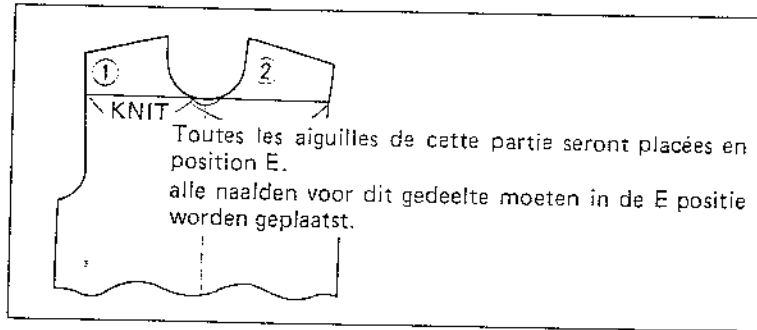 ① 2
KNIT
Toutes les aiguilles de cette partie seront placées en
position E.
alle naalden voor dit gedeelte moeten in de E positie
worden geplaatst.